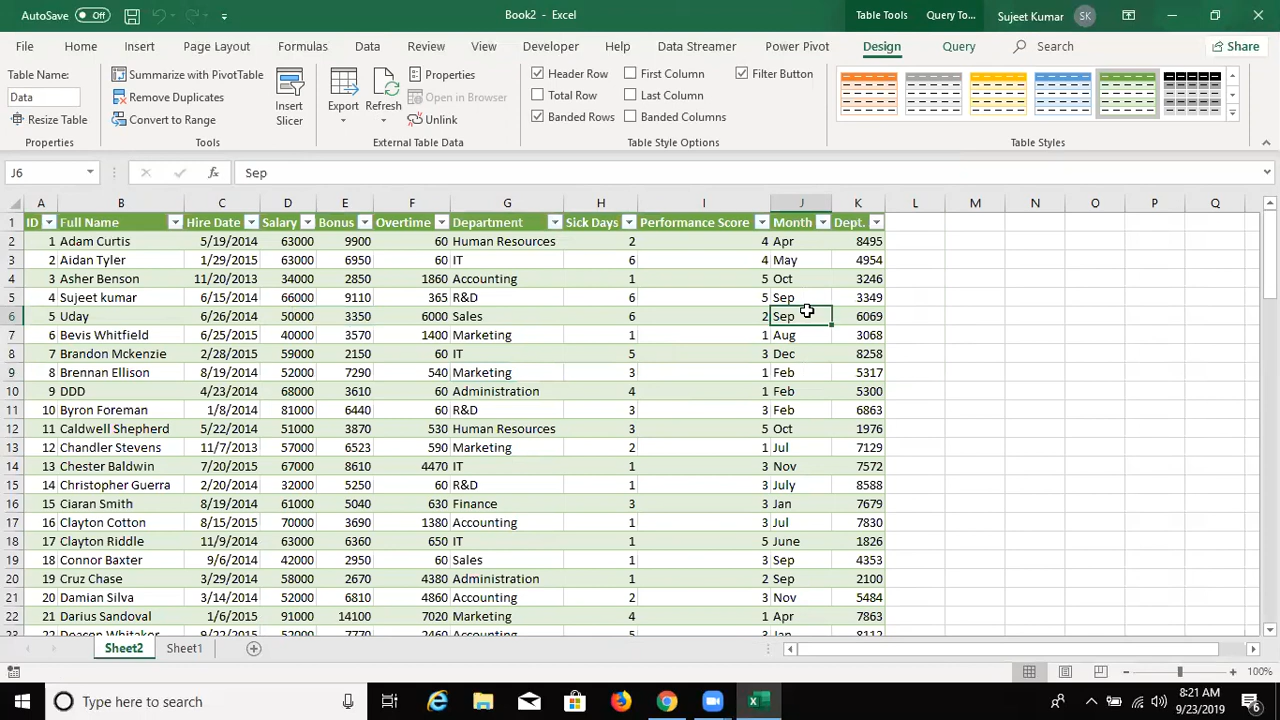 AutoSave Off Book2 - Excel Table Tools Query To... Sujeet Kumar SK
File Home Insert Page Layout Formulas Data Review View Developer Help Data Streamer Power Pivot Design Query Search Share
Table Name: Summarize with PivotTable Properties Header Row First Column Filter Button
Data Remove Duplicates Insert Slicer Export Refresh Open in Browser Total Row Last Column
Resize Table Convert to Range Unlink Banded Rows Banded Columns
Properties Tools External Table Data Table Style Options Table Styles
J6 fx Sep
A B C D E F G H I J K L M N O P Q
1 ID Full Name Hire Date Salary Bonus Overtime Department Sick Days Performance Score Month Dept.
2 1 Adam Curtis 5/19/2014 63000 9900 60 Human Resources 2 4 Apr 8495
3 2 Aidan Tyler 1/29/2015 63000 6950 60 IT 6 4 May 4954
4 3 Asher Benson 11/20/2013 34000 2850 1860 Accounting 1 5 Oct 3246
5 4 Sujeet kumar 6/15/2014 66000 9110 365 R&D 6 5 Sep 3349
6 5 Uday 6/26/2014 50000 3350 6000 Sales 6 2 Sep 6069
7 6 Bevis Whitfield 6/25/2015 40000 3570 1400 Marketing 1 1 Aug 3068
8 7 Brandon Mckenzie 2/28/2015 59000 2150 60 IT 5 3 Dec 8258
9 8 Brennan Ellison 8/19/2014 52000 7290 540 Marketing 3 1 Feb 5317
10 9 DDD 4/23/2014 68000 3610 60 Administration 4 1 Feb 5300
11 10 Byron Foreman 1/8/2014 81000 6440 60 R&D 3 3 Feb 6863
12 11 Caldwell Shepherd 5/22/2014 51000 3870 530 Human Resources 3 5 Oct 1976
13 12 Chandler Stevens 11/7/2013 57000 6523 590 Marketing 2 1 Jul 7129
14 13 Chester Baldwin 7/20/2015 67000 8610 4470 IT 1 3 Nov 7572
15 14 Christopher Guerra 2/20/2014 32000 5250 60 R&D 1 3 July 8588
16 15 Ciaran Smith 8/19/2014 61000 5040 630 Finance 3 3 Jan 7679
17 16 Clayton Cotton 8/15/2015 70000 3690 1380 Accounting 1 3 Jul 7830
18 17 Clayton Riddle 11/9/2014 63000 6360 650 IT 1 5 June 1826
19 18 Connor Baxter 9/6/2014 42000 2950 60 Sales 1 3 Sep 4353
20 19 Cruz Chase 3/29/2014 58000 2670 4380 Administration 1 2 Sep 2100
21 20 Damian Silva 3/14/2014 52000 6810 4860 Accounting 2 3 Nov 5484
22 21 Darius Sandoval 1/6/2015 91000 14100 7020 Marketing 4 1 Apr 7863
23 22 Deacon Whitaker 9/22/2015 52000 7770 2460 Accounting 5 3 Jan 8112
Sheet2 Sheet1
100%
Type here to search 8:21 AM
9/23/2019 6